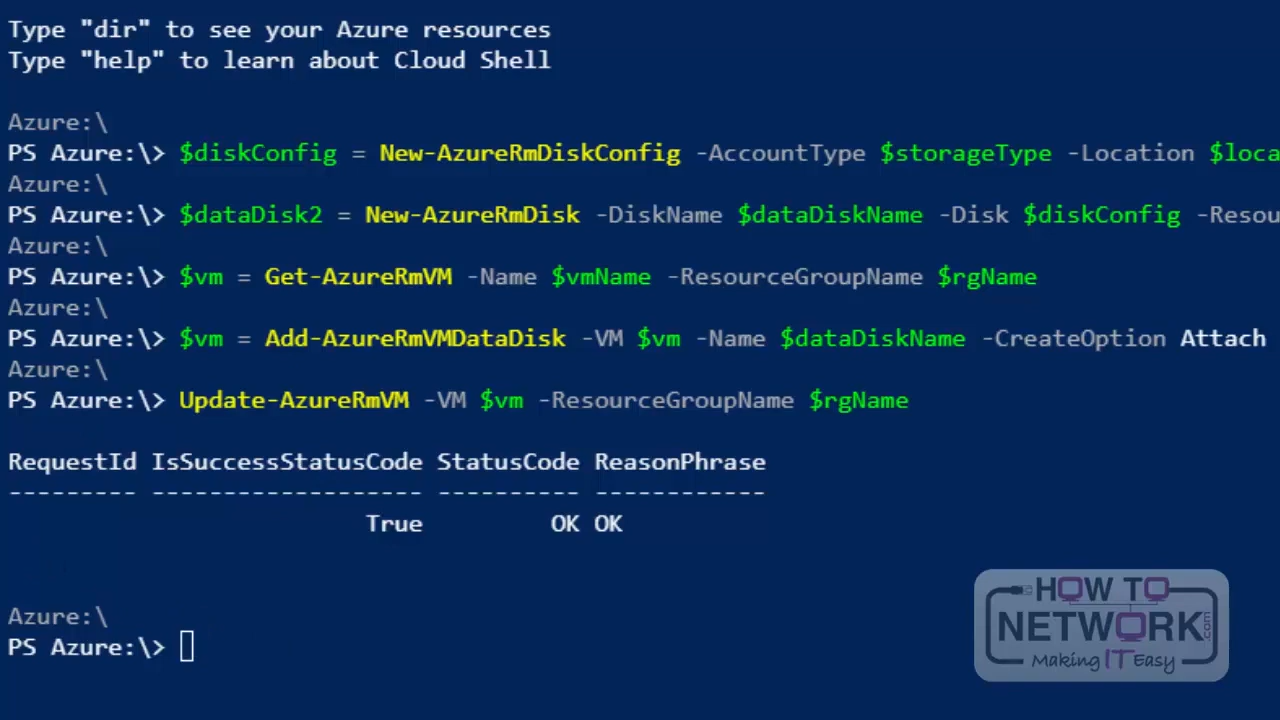 Type "dir" to see your Azure resources
Type "help" to learn about Cloud Shell
Azure:\
PS Azure:\> $diskConfig = New-AzureRmDiskConfig -AccountType $storageType -Location $loca
Azure:\
PS Azure:\> $dataDisk2 = New-AzureRmDisk -DiskName $dataDiskName -Disk $diskConfig -Resou
Azure:\
PS Azure:\> $vm = Get-AzureRmVM -Name $vmName -ResourceGroupName $rgName
Azure:\
PS Azure:\> $vm = Add-AzureRmVMDataDisk -VM $vm -Name $dataDiskName -CreateOption Attach
Azure:\
PS Azure:\> Update-AzureRmVM -VM $vm -ResourceGroupName $rgName
RequestId IsSuccessStatusCode StatusCode ReasonPhrase
--------- ------------------- ---------- ------------
True OK OK
Azure:\
PS Azure:\>
HOW TO
NETWORK.com
Making IT Easy